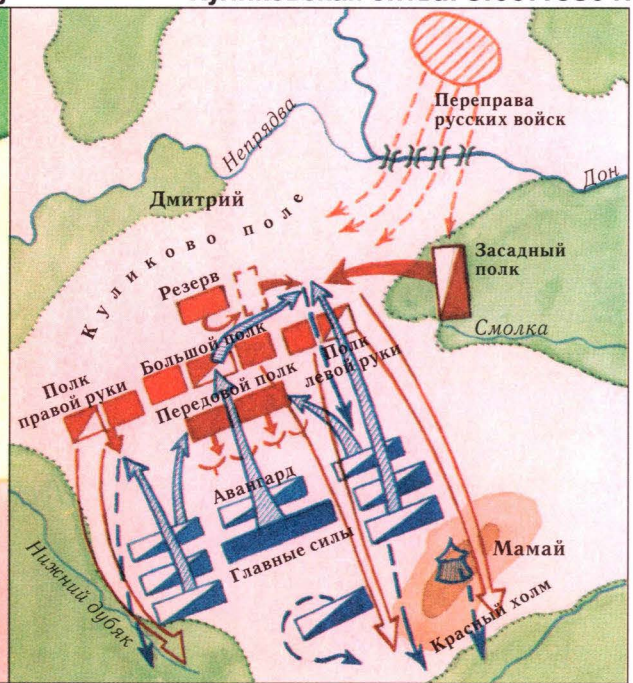 Переправа
русских войск
Непрядва
Дон
Дмитрий
Куликово поле
Засадный
полк
Резерв
Смолка
Большой полк
Полк
левой руки
Полк
правой руки
Передовой полк
Авангард
Главные силы
Мамай
Нижний дубяк
Красный холм